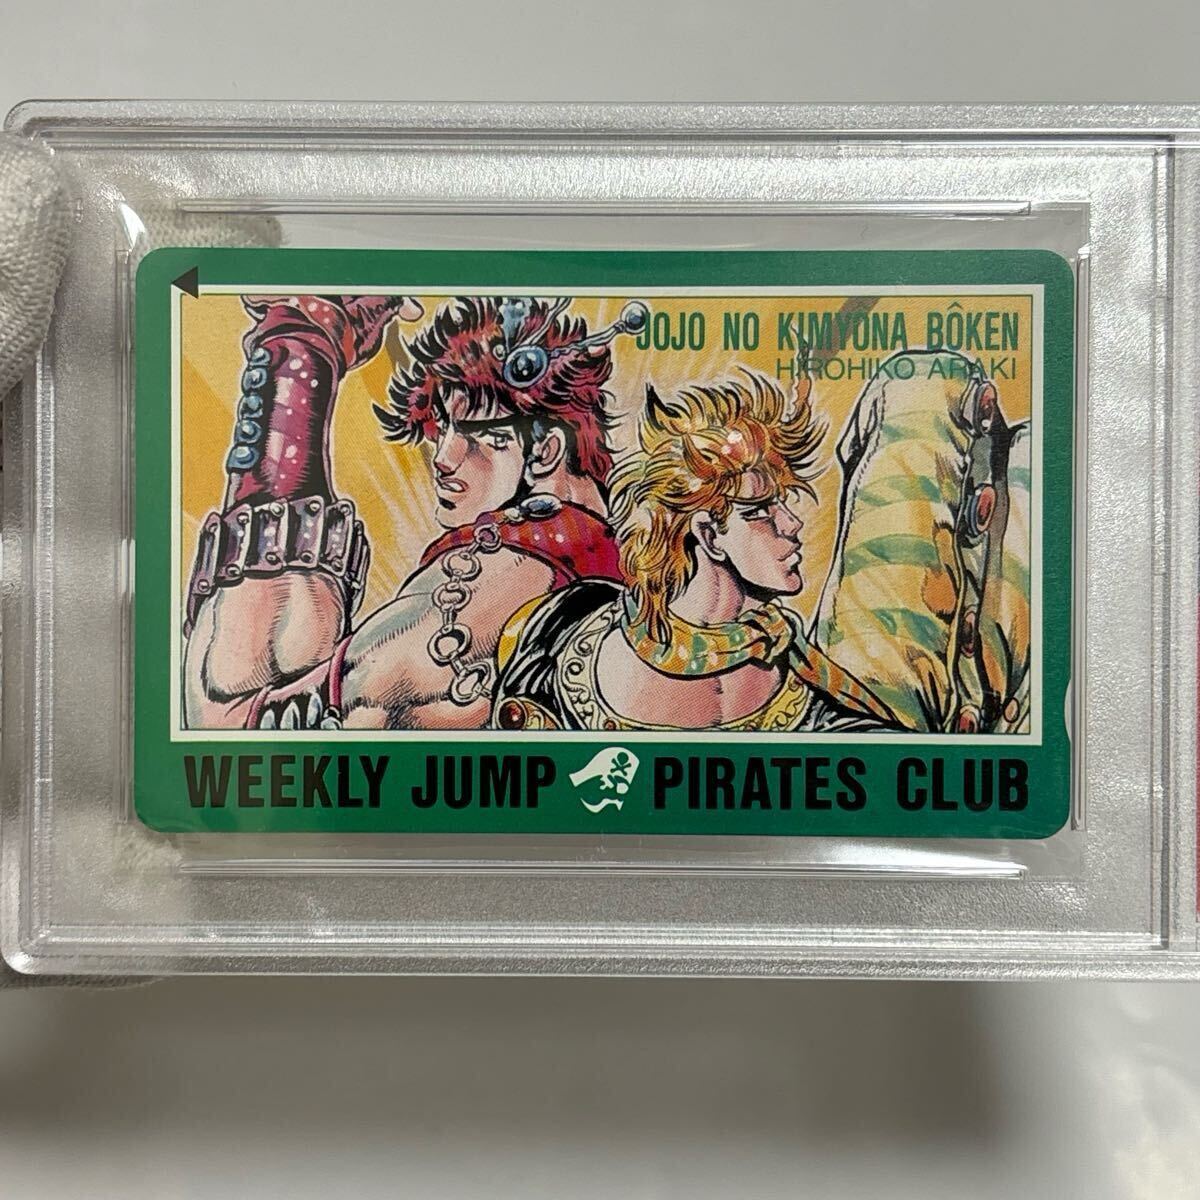 JOJO NO KIMYONA BÔKEN
HIROHIKO ARAKI
WEEKLY JUMP PIRATES CLUB